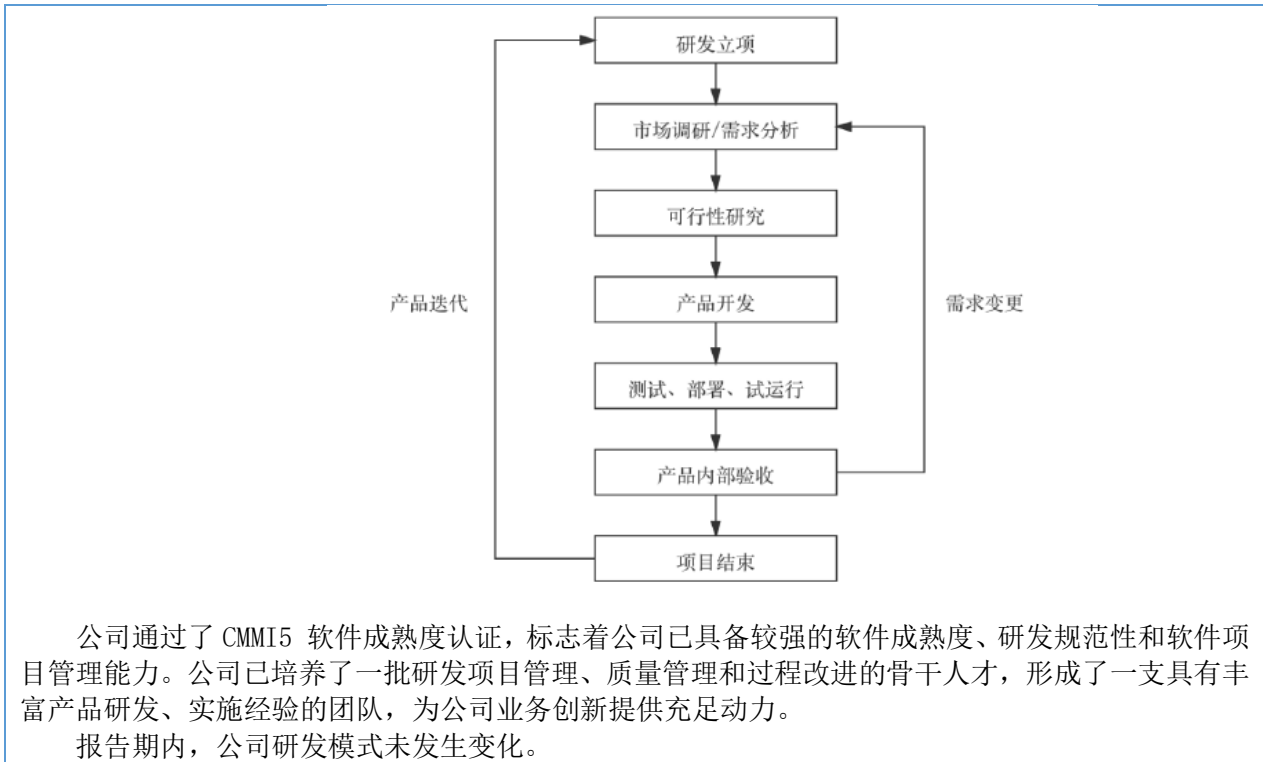 研发立项
市场调研/需求分析
可行性研究
产品迭代
产品开发
需求变更
测试、部署、试运行
产品内部验收
项目结束
公司通过了 CMMI5 软件成熟度认证，标志着公司已具备较强的软件成熟度、研发规范性和软件项
目管理能力。公司已培养了一批研发项目管理、质量管理和过程改进的骨干人才，形成了一支具有丰
富产品研发、实施经验的团队，为公司业务创新提供充足动力。
报告期内，公司研发模式未发生变化。